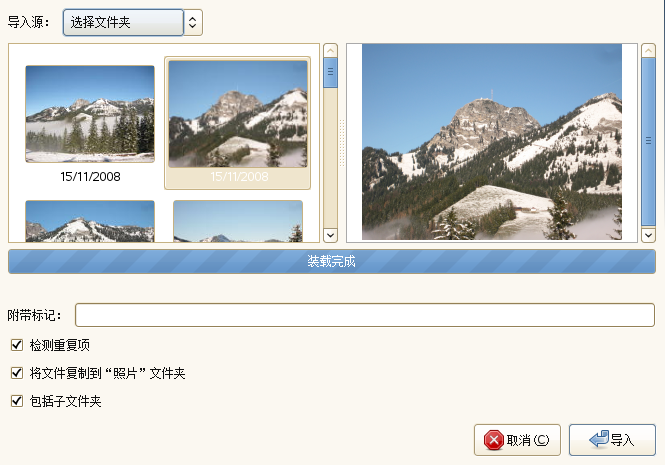 导入源： 选择文件夹
15/11/2008 15/11/2008
装载完成
附带标记：
检测重复项
将文件复制到“照片”文件夹
包括子文件夹
取消(C) 导入